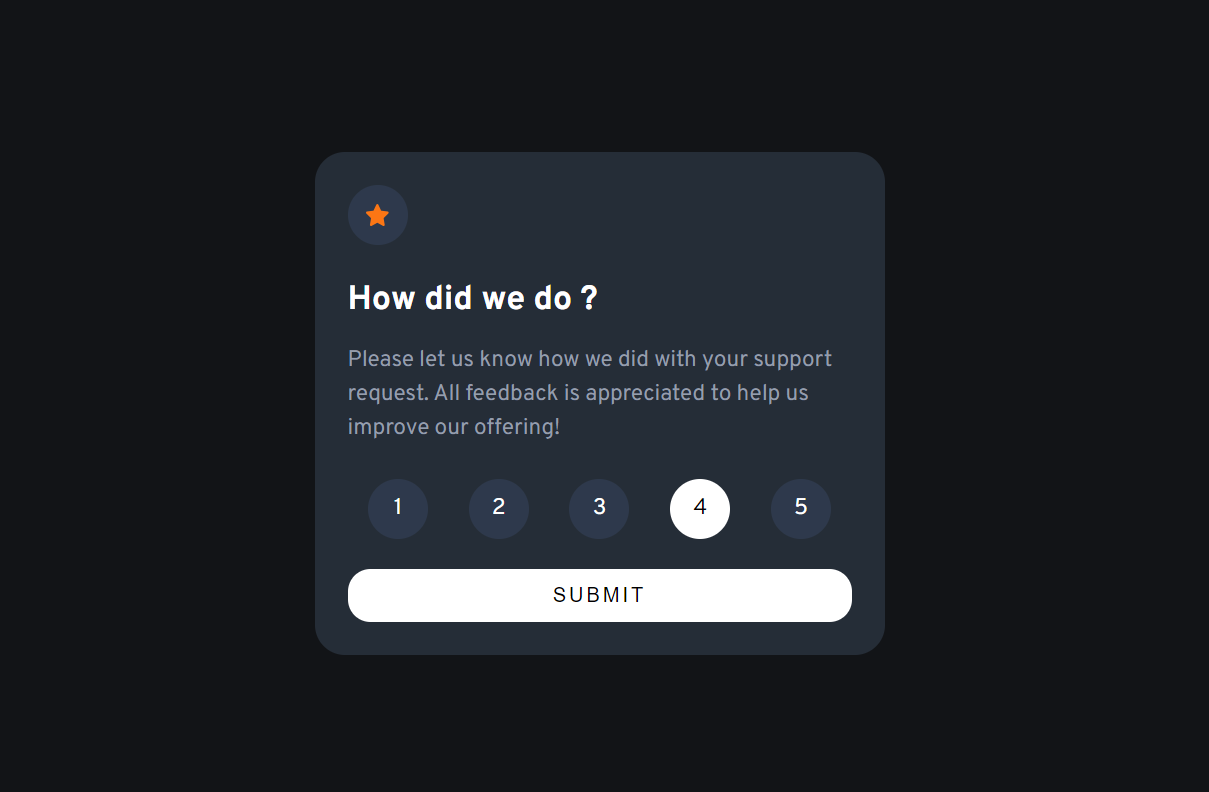 How did we do ?
Please let us know how we did with your support
request. All feedback is appreciated to help us
improve our offering!
1 2 3 4 5
SUBMIT